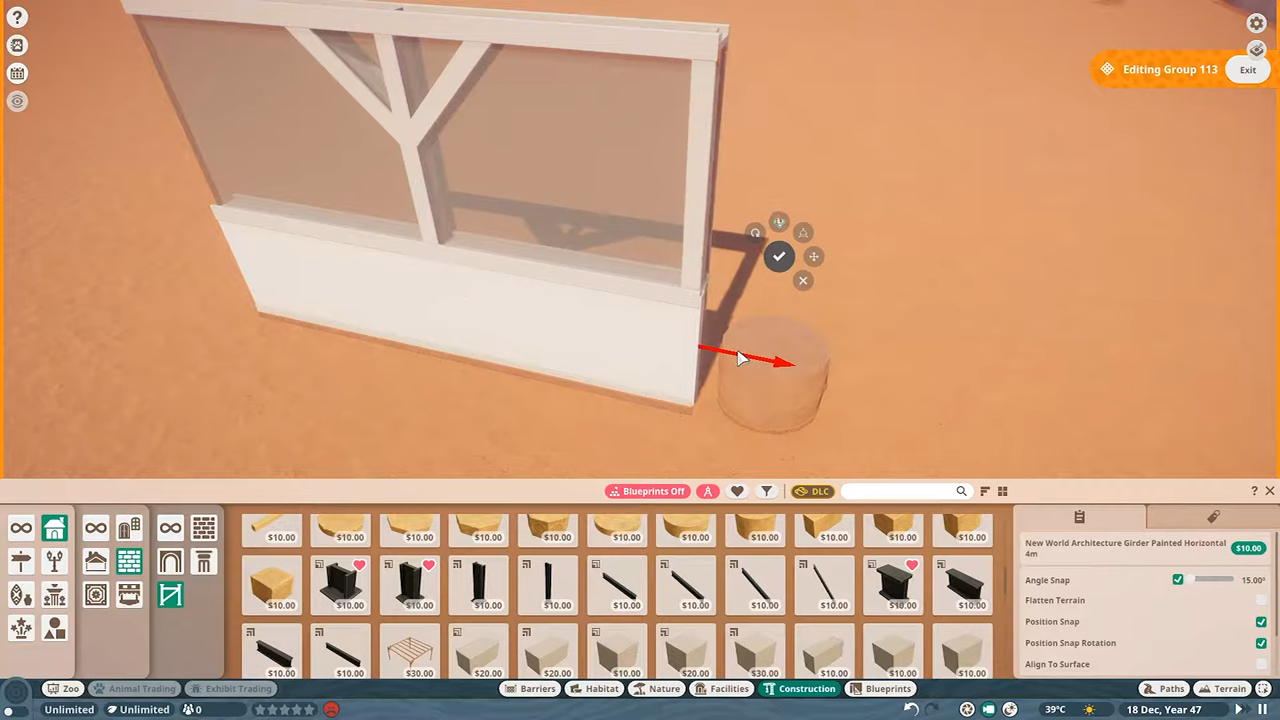 ?
Editing Group 113
Exit
Blueprints Off
DLC
? ✕
$10.00 $10.00 $10.00 $10.00 $10.00 $10.00 $10.00 $10.00 $10.00 $10.00 $10.00
$10.00 $10.00 $10.00 $10.00 $10.00 $10.00 $10.00 $10.00 $10.00 $10.00 $10.00
$10.00 $10.00 $30.00 $20.00 $20.00 $10.00 $20.00 $30.00 $10.00 $10.00 $10.00
New World Architecture Girder Painted Horizontal
4m
$10.00
Angle Snap
15.00°
Flatten Terrain
Position Snap
Position Snap Rotation
Align To Surface
Zoo
Animal Trading
Exhibit Trading
Barriers
Habitat
Nature
Facilities
Construction
Blueprints
Paths
Terrain
Unlimited
Unlimited
0
39°C
18 Dec, Year 47